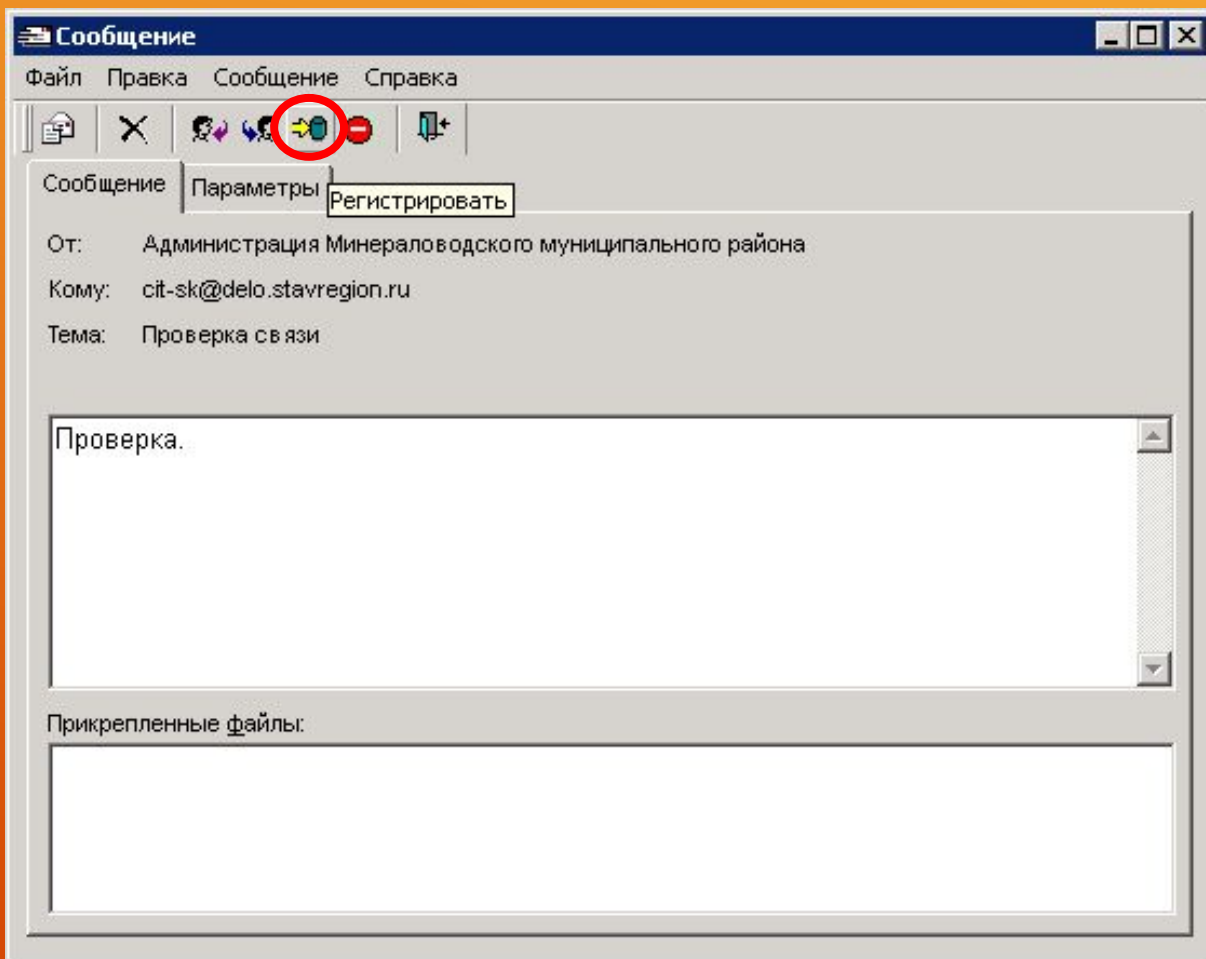 Сообщение
Файл Правка Сообщение Справка
Сообщение Параметры
Регистрировать
От: Администрация Минераловодского муниципального района
Кому: cit-sk@delo.stavregion.ru
Тема: Проверка связи
Проверка.
Прикрепленные файлы: